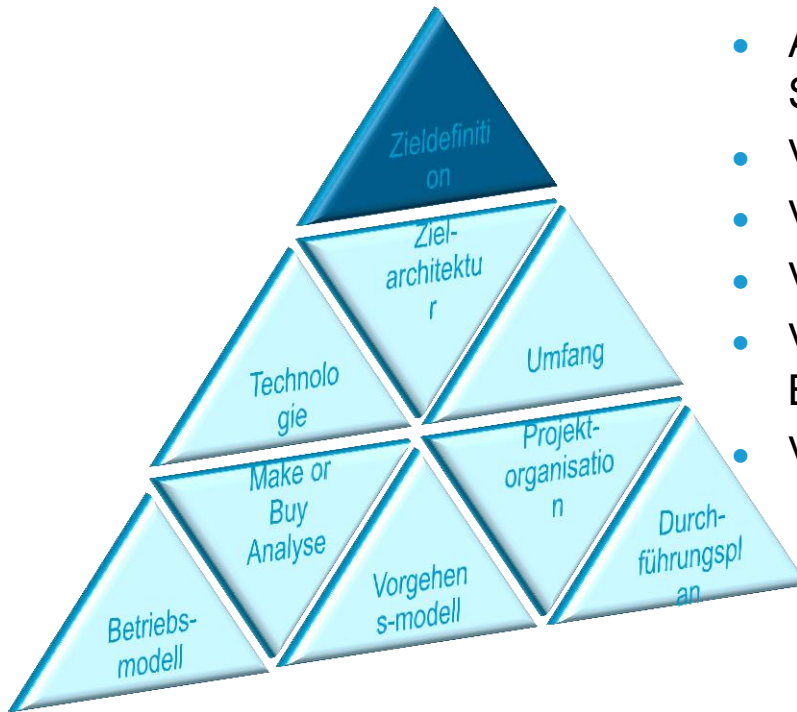 Zieldefiniti
on
Ziel-
architektu
r
Technolo
gie
Umfang
Make or
Buy
Analyse
Projekt-
organisatio
n
Betriebs-
modell
Vorgehen
s-modell
Durch-
führungspl
an